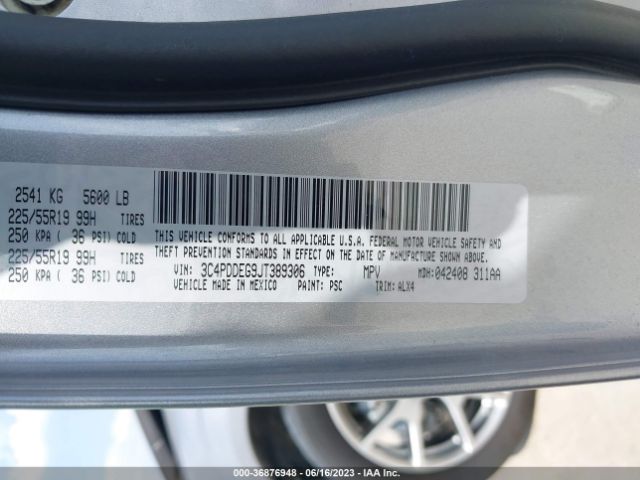 2541 KG 5600 LB
225/55R19 99H TIRES
250 KPA ( 36 PSI) COLD
225/55R19 99H TIRES
250 KPA ( 36 PSI) COLD
THIS VEHICLE CONFORMS TO ALL APPLICABLE U.S.A. FEDERAL MOTOR VEHICLE SAFETY AND
THEFT PREVENTION STANDARDS IN EFFECT ON THE DATE OF MANUFACTURE SHOWN ABOVE.
VIN: 3C4PDDEG9JT389306 TYPE: MPV MDH: 042408 311AA
VEHICLE MADE IN MEXICO PAINT: PSC TRIM: ALX4
000-36876948 - 06/16/2023 - IAA Inc.